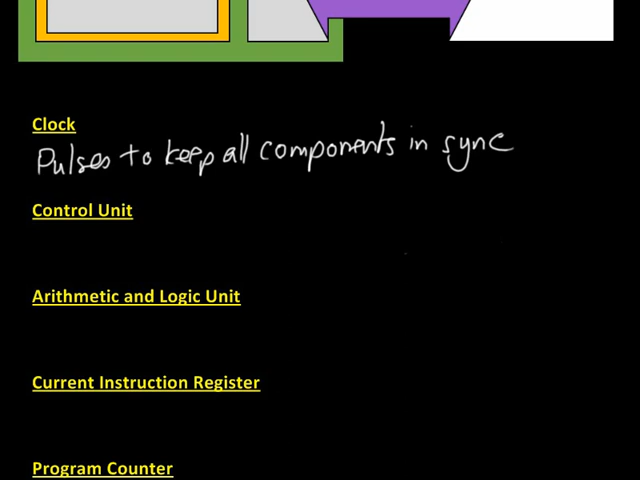 Clock
Pulses to keep all components in sync
Control Unit
Arithmetic and Logic Unit
Current Instruction Register
Program Counter